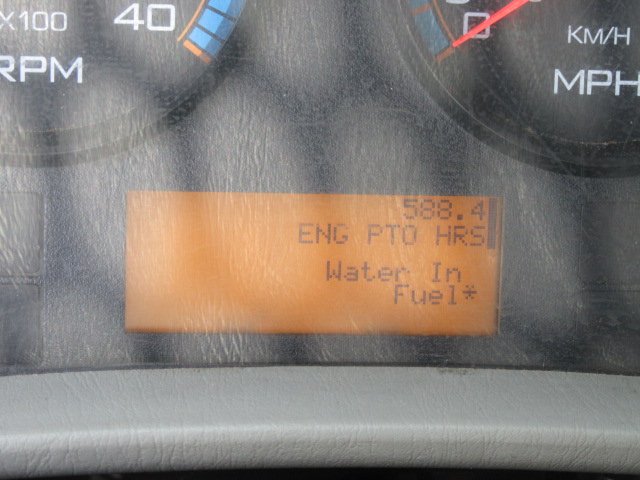 X100 40
RPM
0
KM/H
MPH
588.4
ENG PTO HRS
Water In
Fuel*